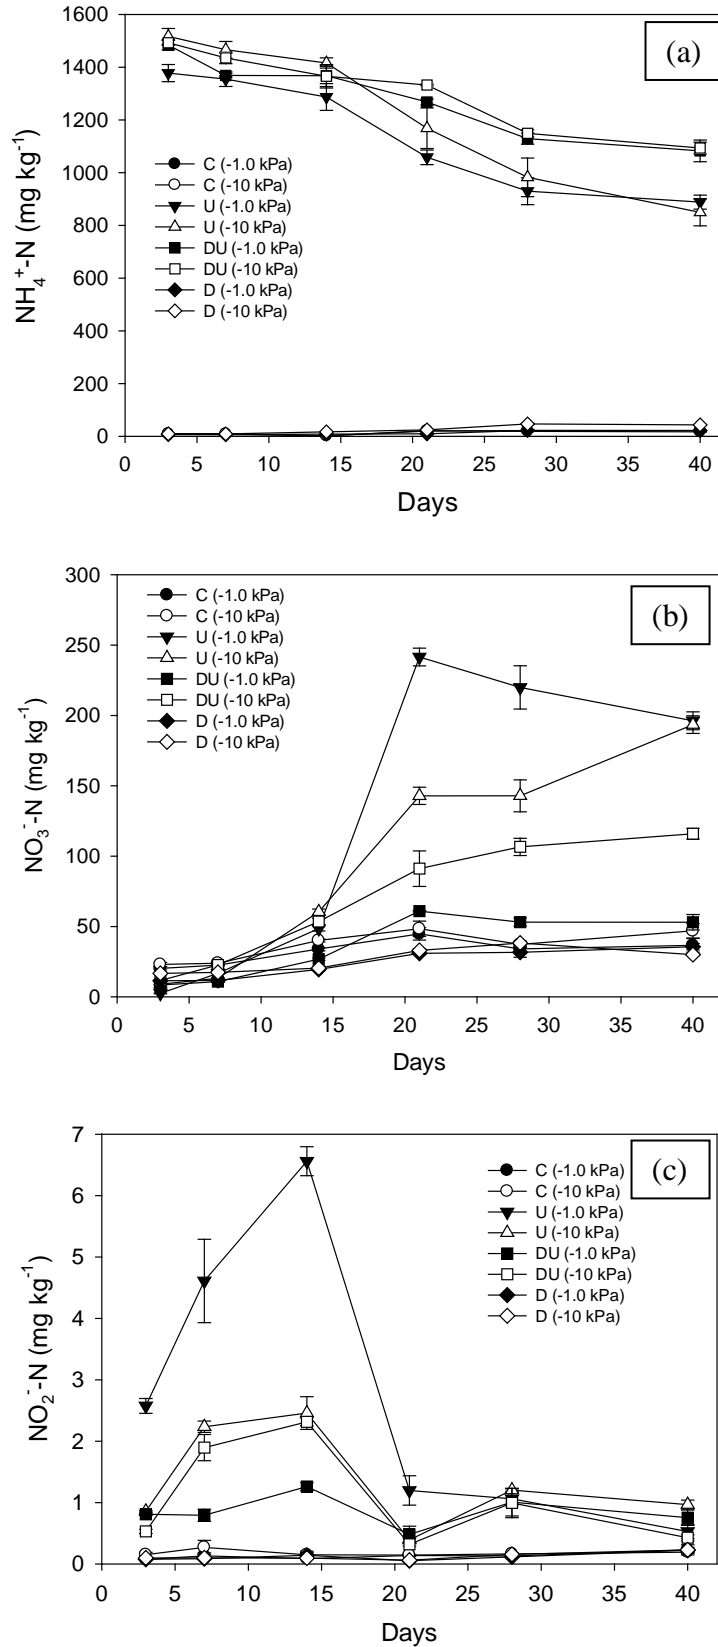 (a)
1600
1400
1200
1000
800
600
400
200
0
NH₄⁺-N (mg kg⁻¹)
C (-1.0 kPa)
C (-10 kPa)
U (-1.0 kPa)
U (-10 kPa)
DU (-1.0 kPa)
DU (-10 kPa)
D (-1.0 kPa)
D (-10 kPa)
0 5 10 15 20 25 30 35 40
Days
(b)
300
250
200
150
100
50
0
NO₃⁻-N (mg kg⁻¹)
C (-1.0 kPa)
C (-10 kPa)
U (-1.0 kPa)
U (-10 kPa)
DU (-1.0 kPa)
DU (-10 kPa)
D (-1.0 kPa)
D (-10 kPa)
0 5 10 15 20 25 30 35 40
Days
(c)
7
6
5
4
3
2
1
0
NO₂⁻-N (mg kg⁻¹)
C (-1.0 kPa)
C (-10 kPa)
U (-1.0 kPa)
U (-10 kPa)
DU (-1.0 kPa)
DU (-10 kPa)
D (-1.0 kPa)
D (-10 kPa)
0 5 10 15 20 25 30 35 40
Days